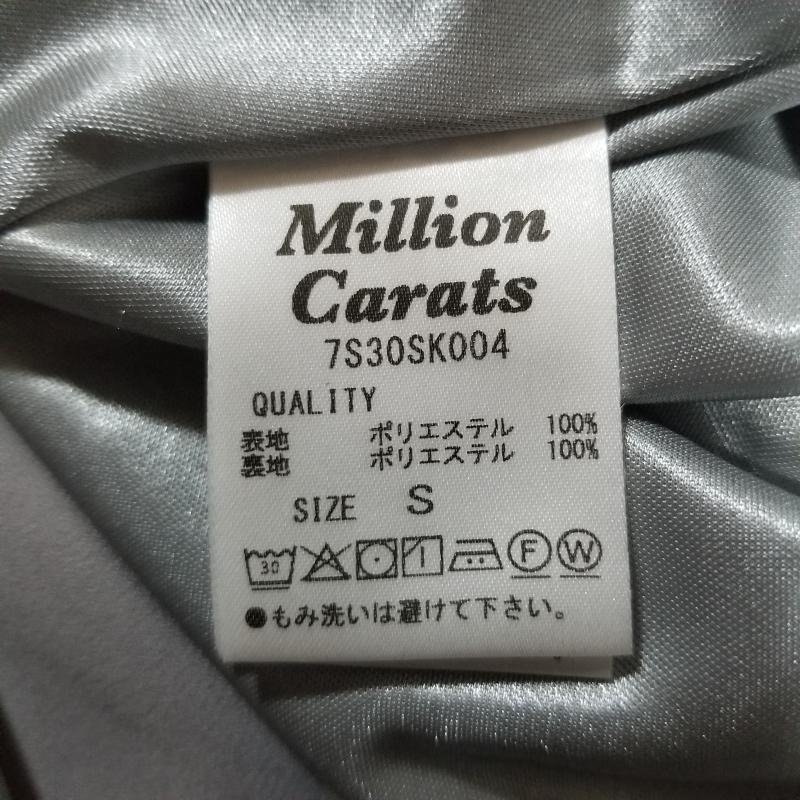 Million
Carats
7S30SK004
QUALITY
表地 ポリエステル 100%
裏地 ポリエステル 100%
SIZE S
30 F W
●もみ洗いは避けて下さい。